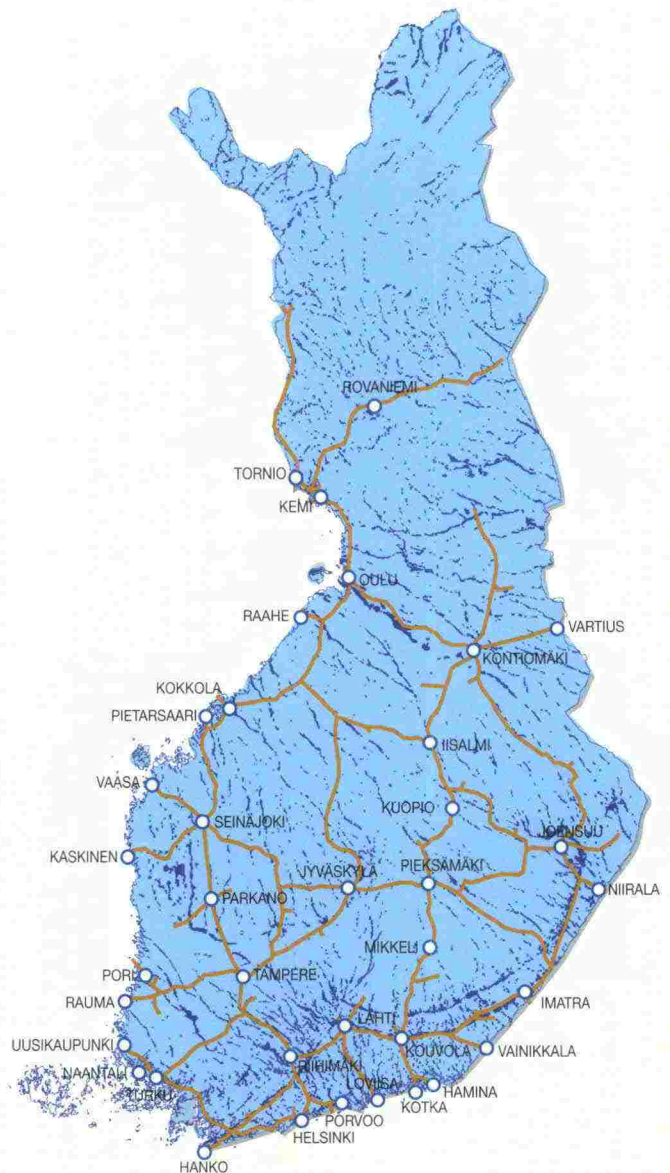 ROVANIEMI
TORNIO
KEMI
OULU
RAAHE
VARTIUS
KONTIOMÄKI
KOKKOLA
PIETARSAARI
IISALMI
VAASA
KUOPIO
SEINÄJOKI
JOENSUU
KASKINEN
JYVÄSKYLÄ
PIEKSÄMÄKI
NIIRALA
PARKANO
MIKKELI
PORI
TAMPERE
RAUMA
IMATRA
LAHTI
UUSIKAUPUNKI
KOUVOLA
VAINIKKALA
RIIHIMÄKI
NAANTALI
LOVIISA
HAMINA
TURKU
KOTKA
PORVOO
HELSINKI
HANKO